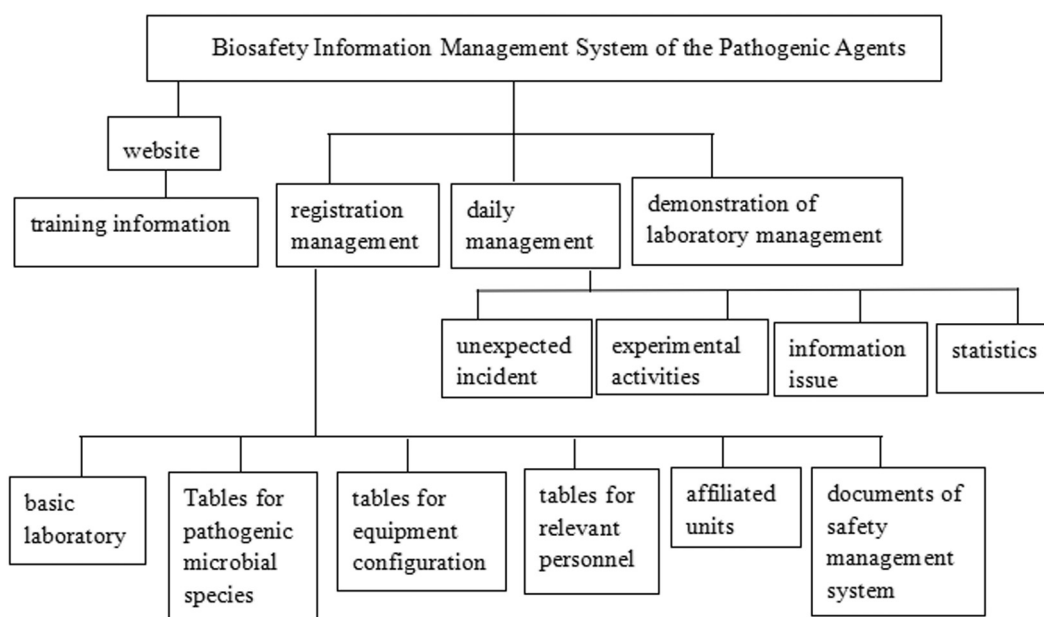 Biosafety Information Management System of the Pathogenic Agents
website
training information
registration
management
daily
management
demonstration of
laboratory management
unexpected
incident
experimental
activities
information
issue
statistics
basic
laboratory
Tables for
pathogenic
microbial
species
tables for
equipment
configuration
tables for
relevant
personnel
affiliated
units
documents of
safety
management
system